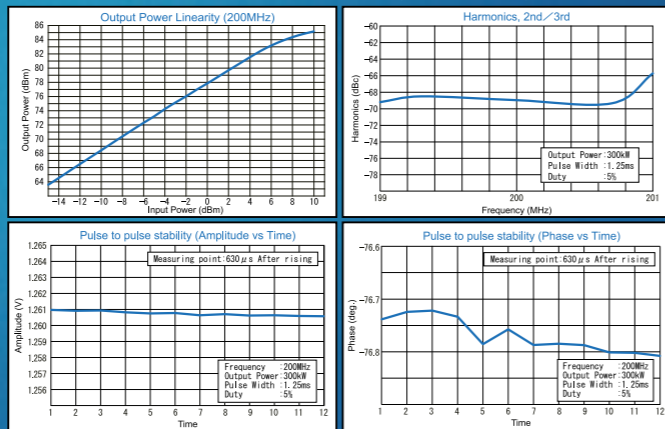 Output Power Linearity (200MHz)
Output Power (dBm)
86
84
82
80
78
76
74
72
70
68
66
64
−14 −12 −10 −8 −6 −4 −2 0 2 4 6 8 10
Input Power (dBm)
Harmonics, 2nd／3rd
Harmonics (dBc)
−60
−62
−64
−66
−68
−70
−72
−74
−76
−78
Output Power:300kW
Pulse Width :1.25ms
Duty :5%
199 200 201
Frequency (MHz)
Pulse to pulse stability (Amplitude vs Time)
Amplitude (V)
1.265
1.264
1.263
1.262
1.261
1.260
1.259
1.258
1.257
1.256
Measuring point:630μs After rising
Frequency :200MHz
Output Power:300kW
Pulse Width :1.25ms
Duty :5%
1 2 3 4 5 6 7 8 9 10 11 12
Time
Pulse to pulse stability (Phase vs Time)
Phase (deg.)
−76.6
−76.7
−76.8
Measuring point:630μs After rising
Frequency :200MHz
Output Power:300kW
Pulse Width :1.25ms
Duty :5%
1 2 3 4 5 6 7 8 9 10 11 12
Time